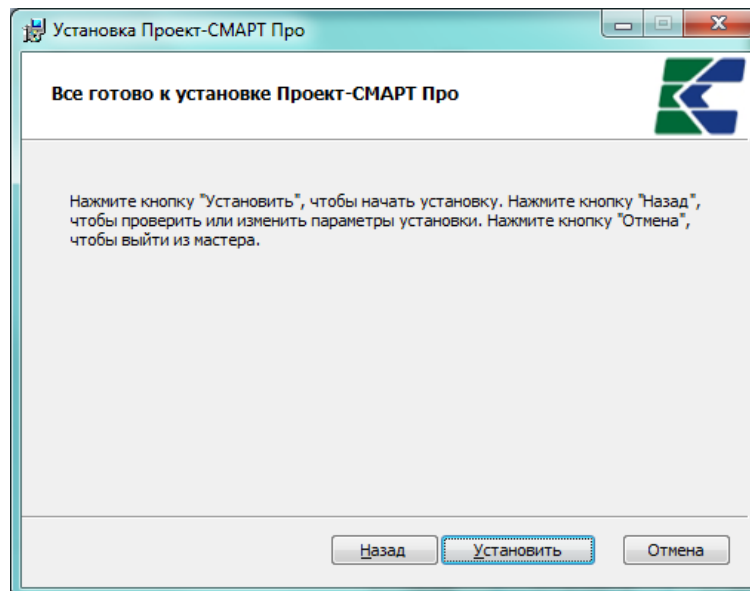 Установка Проект-СМАРТ Про
Все готово к установке Проект-СМАРТ Про
Нажмите кнопку "Установить", чтобы начать установку. Нажмите кнопку "Назад",
чтобы проверить или изменить параметры установки. Нажмите кнопку "Отмена",
чтобы выйти из мастера.
Назад Установить Отмена